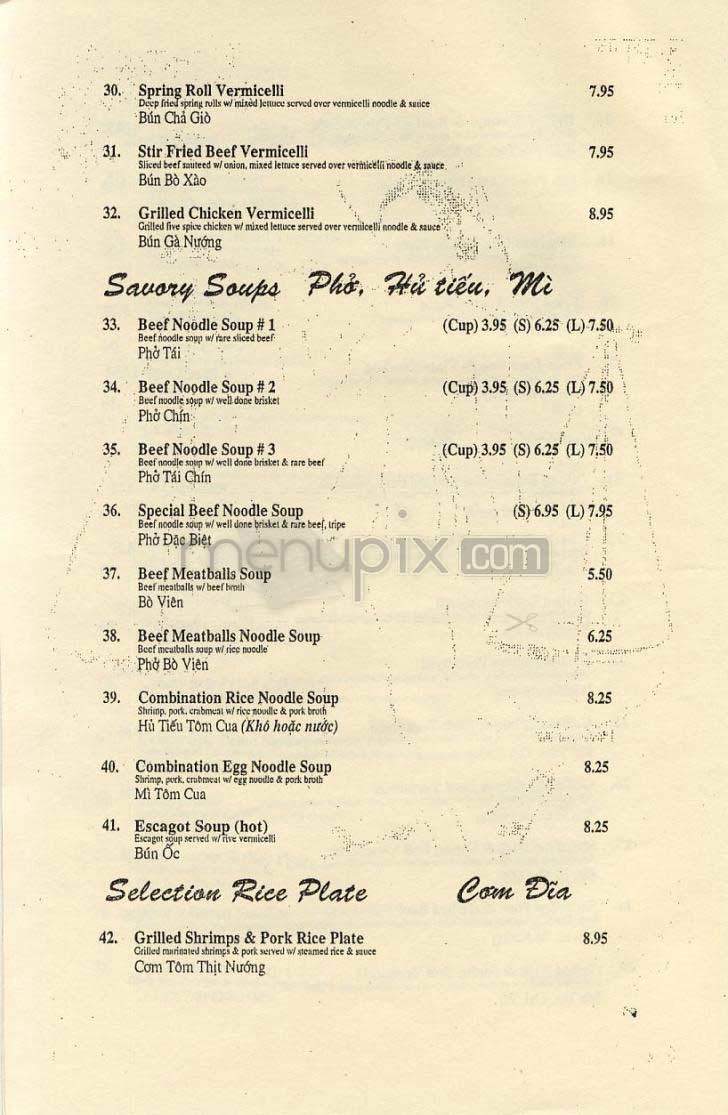 30. Spring Roll Vermicelli 7.95
Deep fried spring rolls w/ mixed lettuce served over vermicelli noodle & sauce
Bún Chả Giò
31. Stir Fried Beef Vermicelli 7.95
Sliced beef sauteed w/ onion, mixed lettuce served over vermicelli noodle & sauce
Bún Bò Xào
32. Grilled Chicken Vermicelli 8.95
Grilled five spice chicken w/ mixed lettuce served over vermicelli noodle & sauce
Bún Gà Nướng
Savory Soups Phở, Hủ tiếu, Mì
33. Beef Noodle Soup # 1 (Cup) 3.95 (S) 6.25 (L) 7.50
Beef noodle soup w/ rare sliced beef
Phở Tái
34. Beef Noodle Soup # 2 (Cup) 3.95 (S) 6.25 (L) 7.50
Beef noodle soup w/ well done brisket
Phở Chín
35. Beef Noodle Soup # 3 (Cup) 3.95 (S) 6.25 (L) 7.50
Beef noodle soup w/ well done brisket & rare beef
Phở Tái Chín
36. Special Beef Noodle Soup (S) 6.95 (L) 7.95
Beef noodle soup w/ well done brisket & rare beef, tripe
Phở Đặc Biệt
menupix.com
37. Beef Meatballs Soup 5.50
Beef meatballs w/ beef broth
Bò Viên
38. Beef Meatballs Noodle Soup 6.25
Beef meatballs soup w/ rice noodle
Phở Bò Viên
39. Combination Rice Noodle Soup 8.25
Shrimp, pork, crabmeat w/ rice noodle & pork broth
Hủ Tiếu Tôm Cua (Khô hoặc nước)
40. Combination Egg Noodle Soup 8.25
Shrimp, pork, crabmeat w/ egg noodle & pork broth
Mì Tôm Cua
41. Escagot Soup (hot) 8.25
Escagot soup served w/ five vermicelli
Bún Ốc
Selection Rice Plate Cơm Đĩa
42. Grilled Shrimps & Pork Rice Plate 8.95
Grilled marinated shrimps & pork served w/ steamed rice & sauce
Cơm Tôm Thịt Nướng